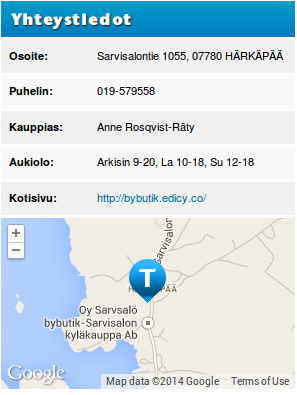 Yhteystiedot
Osoite: Sarvisalontie 1055, 07780 HÄRKÄPÄÄ
Puhelin: 019-579558
Kauppias: Anne Rosqvist-Räty
Aukiolo: Arkisin 9-20, La 10-18, Su 12-18
Kotisivu: http://bybutik.edicy.co/
+
−
T
Oy Sarvsalö
bybutik-Sarvisalon
kyläkauppa-Ab
Google
Map data ©2014 Google Terms of Use